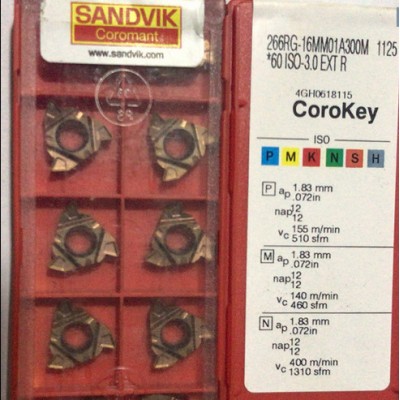 SANDVIK
Coromant
www.sandvik.com
266RG-16MM01A300M 1125
*60 ISO-3.0 EXT R
4GH0618115
CoroKey
ISO
P M K N S H
P ap 1.83 mm
.072in
nap 12
12
vc 155 m/min
510 sfm
M ap 1.83 mm
.072in
nap 12
12
vc 140 m/min
460 sfm
N ap 1.83 mm
.072in
nap 12
12
vc 400 m/min
1310 sfm